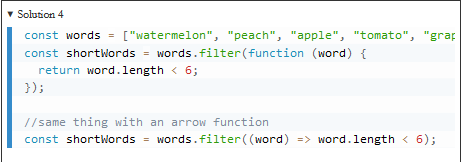 Solution 4
const words = ["watermelon", "peach", "apple", "tomato", "grap
const shortWords = words.filter(function (word) {
  return word.length < 6;
});
//same thing with an arrow function
const shortWords = words.filter((word) => word.length < 6);